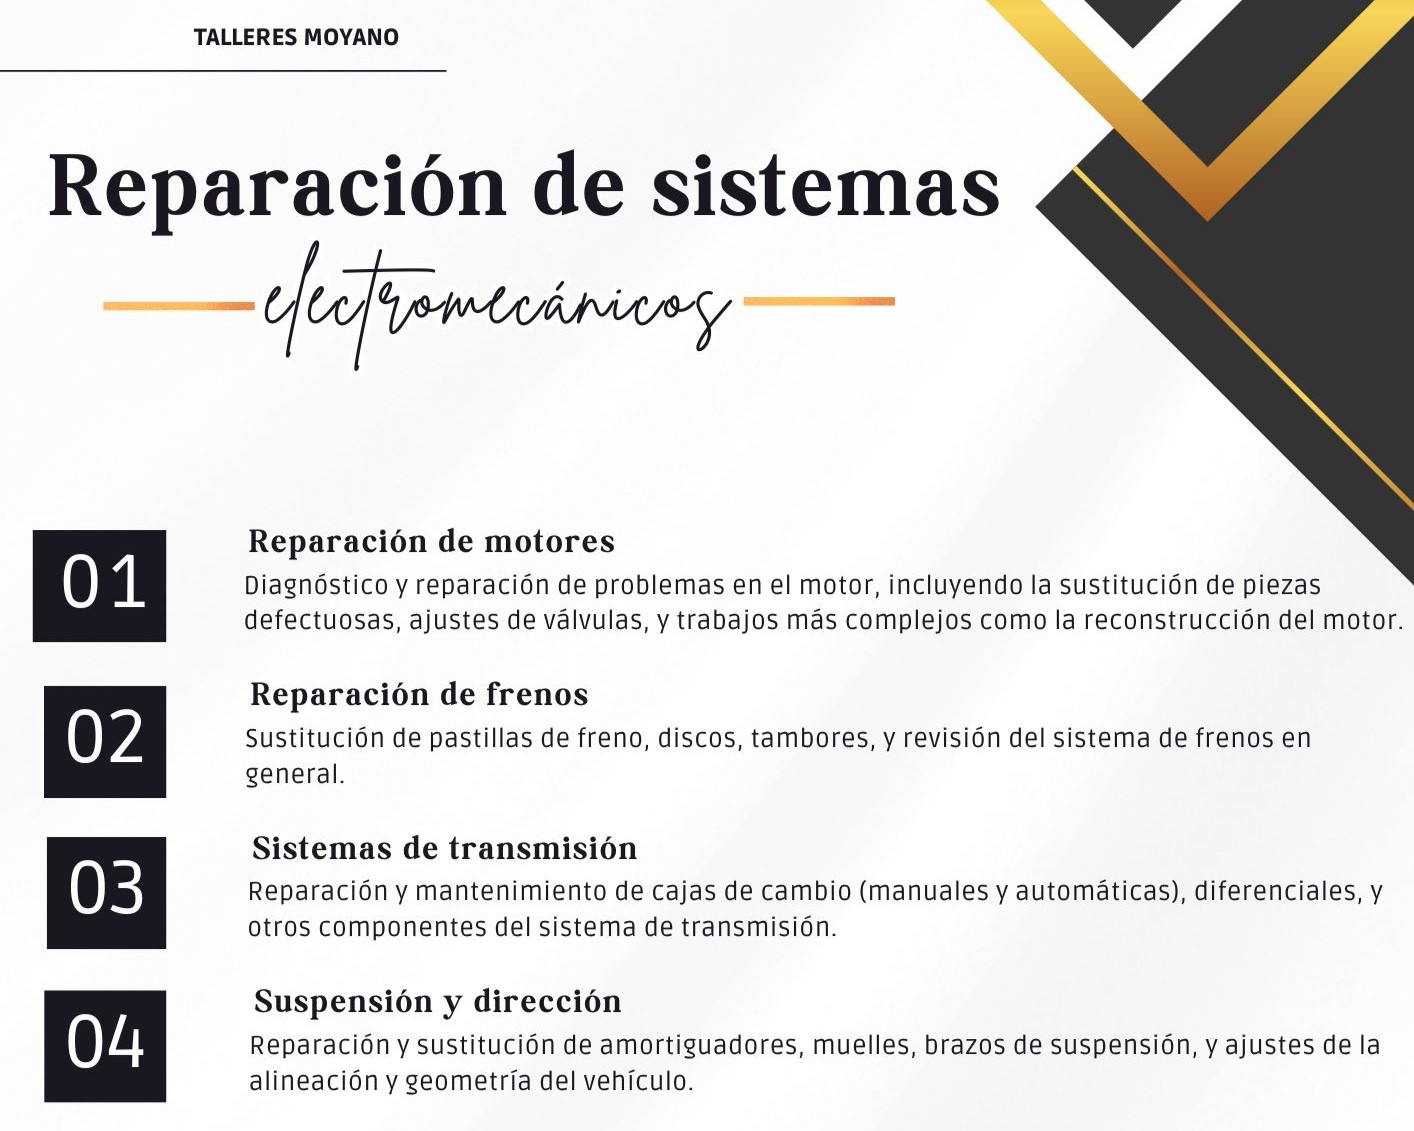 TALLERES MOYANO
Reparación de sistemas
electromecánicos
01
Reparación de motores
Diagnóstico y reparación de problemas en el motor, incluyendo la sustitución de piezas
defectuosas, ajustes de válvulas, y trabajos más complejos como la reconstrucción del motor.
02
Reparación de frenos
Sustitución de pastillas de freno, discos, tambores, y revisión del sistema de frenos en
general.
03
Sistemas de transmisión
Reparación y mantenimiento de cajas de cambio (manuales y automáticas), diferenciales, y
otros componentes del sistema de transmisión.
04
Suspensión y dirección
Reparación y sustitución de amortiguadores, muelles, brazos de suspensión, y ajustes de la
alineación y geometría del vehículo.